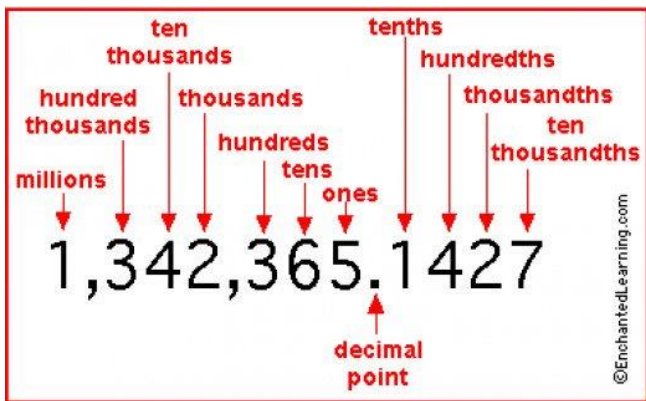 ten
thousands
tenths
hundredths
hundred
thousands
thousands
thousandths
ten
thousandths
hundreds
tens
ones
millions
1,342,365.1427
decimal
point
©EnchantedLearning.com